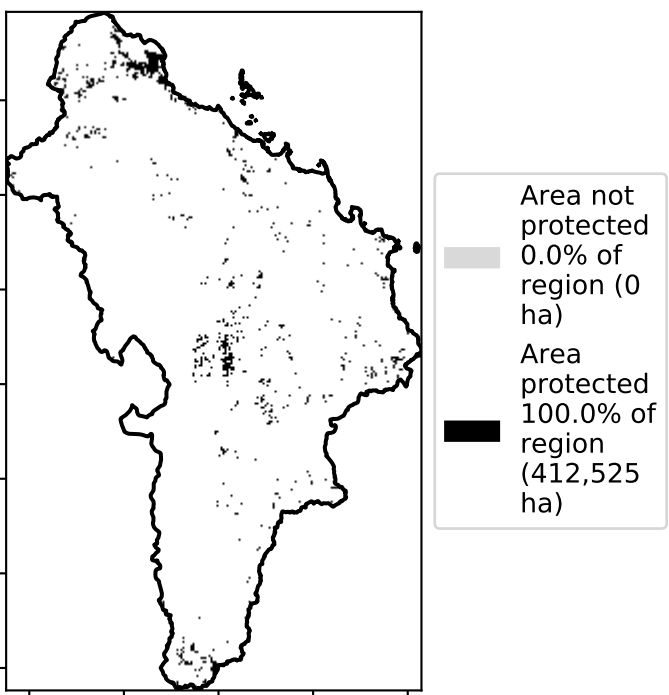 Area not
protected
0.0% of
region (0
ha)
Area
protected
100.0% of
region
(412,525
ha)